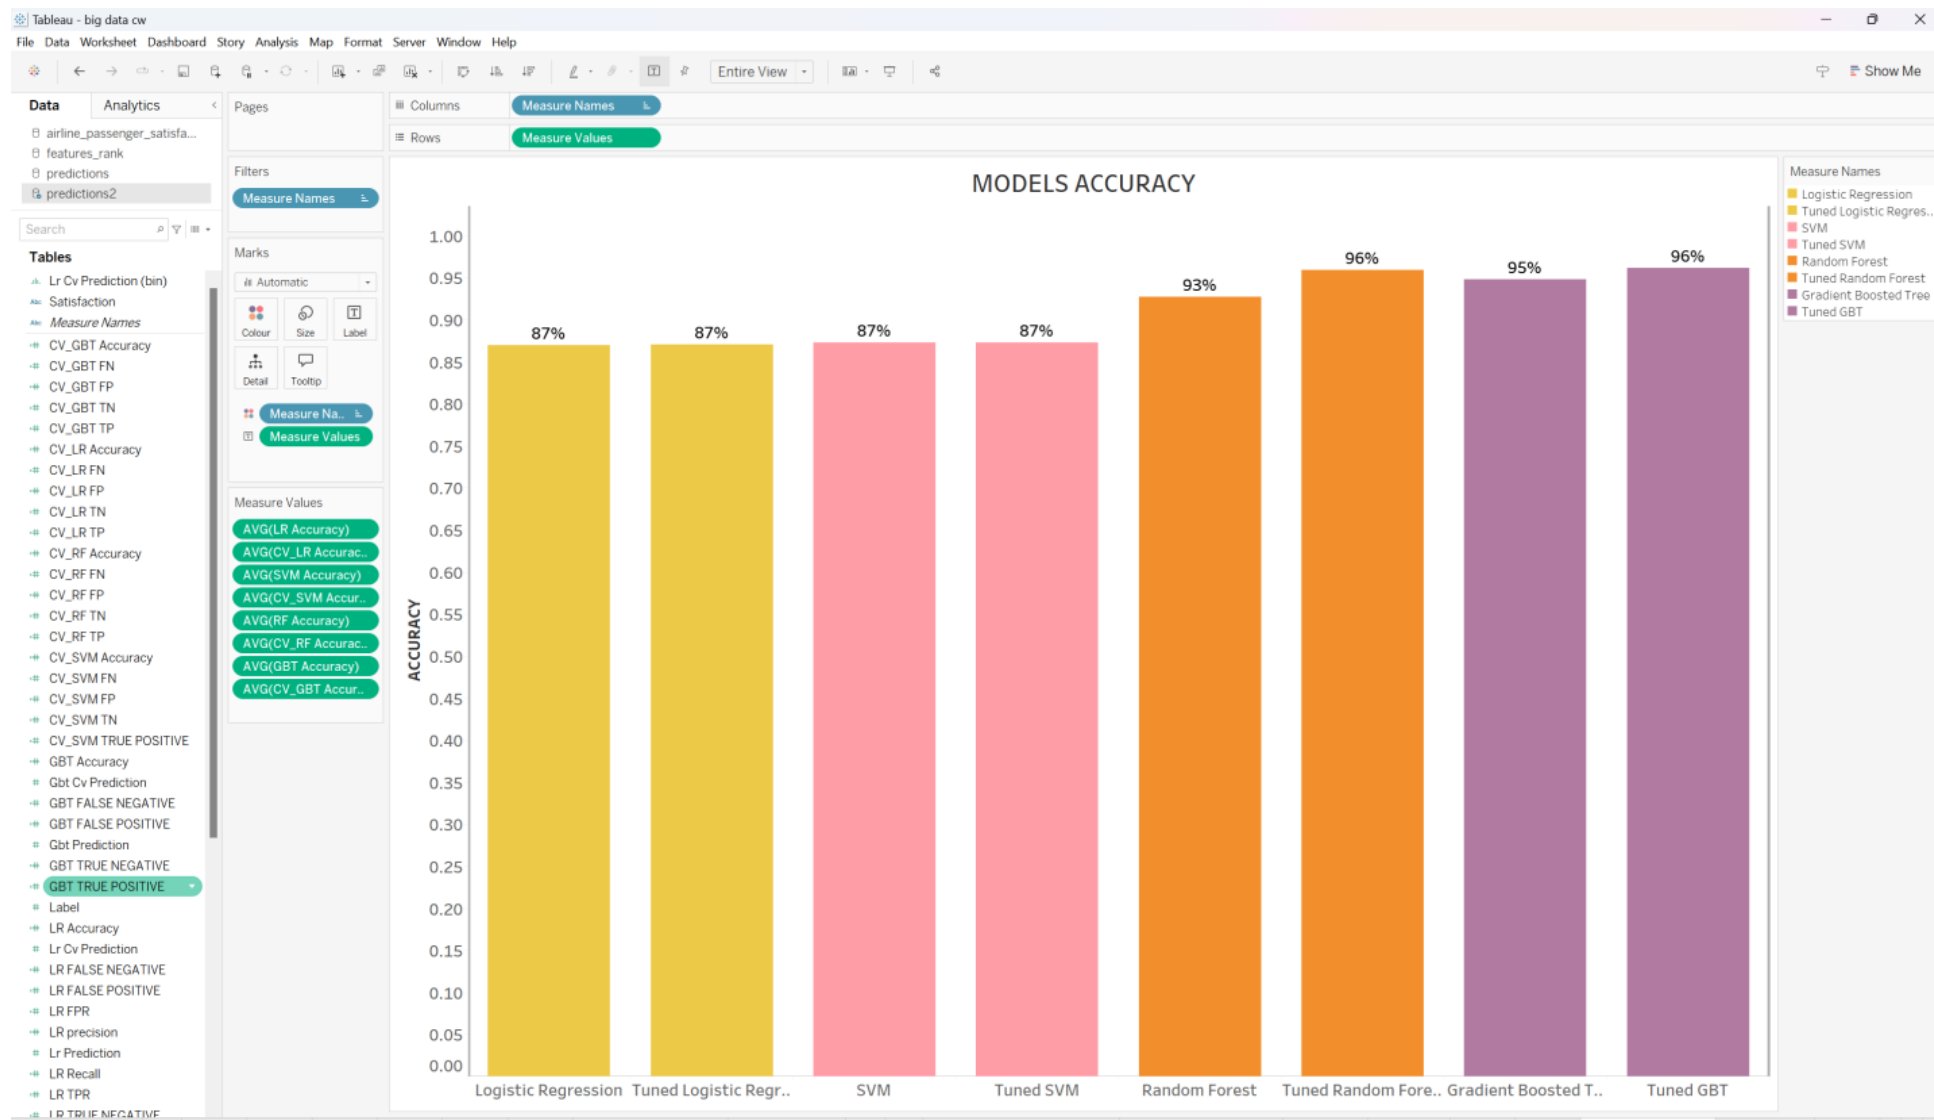 Tableau - big data cw
File Data Worksheet Dashboard Story Analysis Map Format Server Window Help
Entire View
Show Me
Data Analytics
airline_passenger_satisfa...
features_rank
predictions
predictions2
Search
Tables
Lr Cv Prediction (bin)
Abc Satisfaction
Abc Measure Names
CV_GBT Accuracy
CV_GBT FN
CV_GBT FP
CV_GBT TN
CV_GBT TP
CV_LR Accuracy
CV_LR FN
CV_LR FP
CV_LR TN
CV_LR TP
CV_RF Accuracy
CV_RF FN
CV_RF FP
CV_RF TN
CV_RF TP
CV_SVM Accuracy
CV_SVM FN
CV_SVM FP
CV_SVM TN
CV_SVM TRUE POSITIVE
GBT Accuracy
Gbt Cv Prediction
GBT FALSE NEGATIVE
GBT FALSE POSITIVE
Gbt Prediction
GBT TRUE NEGATIVE
GBT TRUE POSITIVE
Label
LR Accuracy
Lr Cv Prediction
LR FALSE NEGATIVE
LR FALSE POSITIVE
LR FPR
LR precision
Lr Prediction
LR Recall
LR TPR
LR TRUE NEGATIVE
Pages
Filters
Measure Names
Marks
Automatic
Colour Size Label
Detail Tooltip
Measure Na..
Measure Values
Measure Values
AVG(LR Accuracy)
AVG(CV_LR Accurac..
AVG(SVM Accuracy)
AVG(CV_SVM Accur..
AVG(RF Accuracy)
AVG(CV_RF Accurac..
AVG(GBT Accuracy)
AVG(CV_GBT Accur..
Columns Measure Names
Rows Measure Values
MODELS ACCURACY
ACCURACY
1.00
0.95
0.90
0.85
0.80
0.75
0.70
0.65
0.60
0.55
0.50
0.45
0.40
0.35
0.30
0.25
0.20
0.15
0.10
0.05
0.00
87% 87% 87% 87% 93% 96% 95% 96%
Logistic Regression Tuned Logistic Regr.. SVM Tuned SVM Random Forest Tuned Random Fore.. Gradient Boosted T.. Tuned GBT
Measure Names
Logistic Regression
Tuned Logistic Regres..
SVM
Tuned SVM
Random Forest
Tuned Random Forest
Gradient Boosted Tree
Tuned GBT